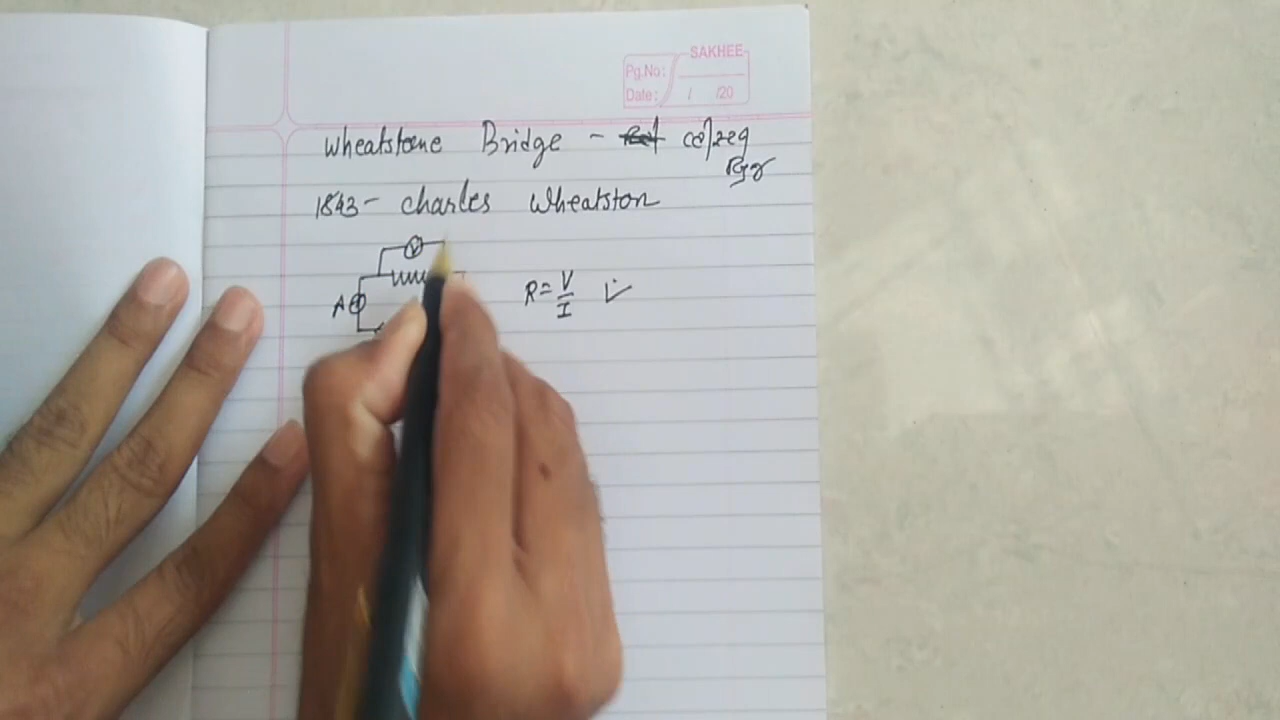 SAKHEE
Pg.No:
Date: / /20
Wheatstone Bridge -
1843- Charles Wheatston
V
A
R = V/I